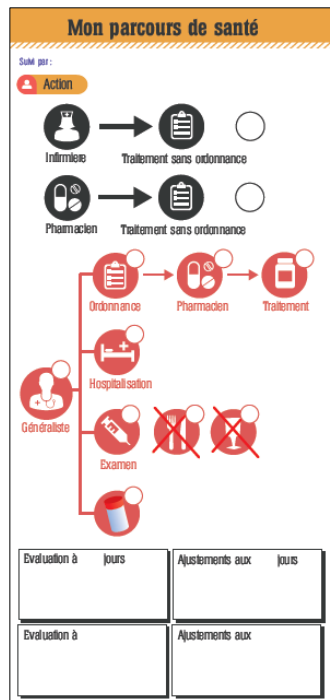 Mon parcours de santé
Suivi par :
Action
Infirmiere
Traitement sans ordonnance
Pharmacien
Traitement sans ordonnance
Ordonnance
Pharmacien
Traitement
Hospitalisation
Généraliste
Examen
Evaluation à jours
Ajustements aux jours
Evaluation à
Ajustements aux